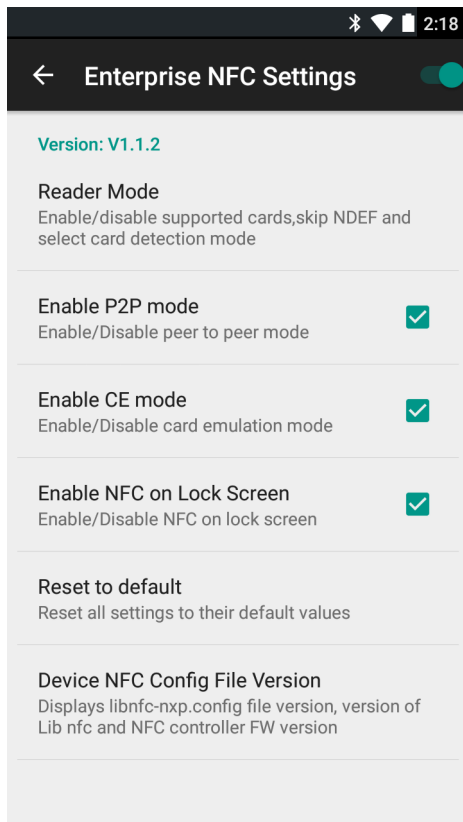 2:18
Enterprise NFC Settings
Version: V1.1.2
Reader Mode
Enable/disable supported cards,skip NDEF and
select card detection mode
Enable P2P mode
Enable/Disable peer to peer mode
Enable CE mode
Enable/Disable card emulation mode
Enable NFC on Lock Screen
Enable/Disable NFC on lock screen
Reset to default
Reset all settings to their default values
Device NFC Config File Version
Displays libnfc-nxp.config file version, version of
Lib nfc and NFC controller FW version